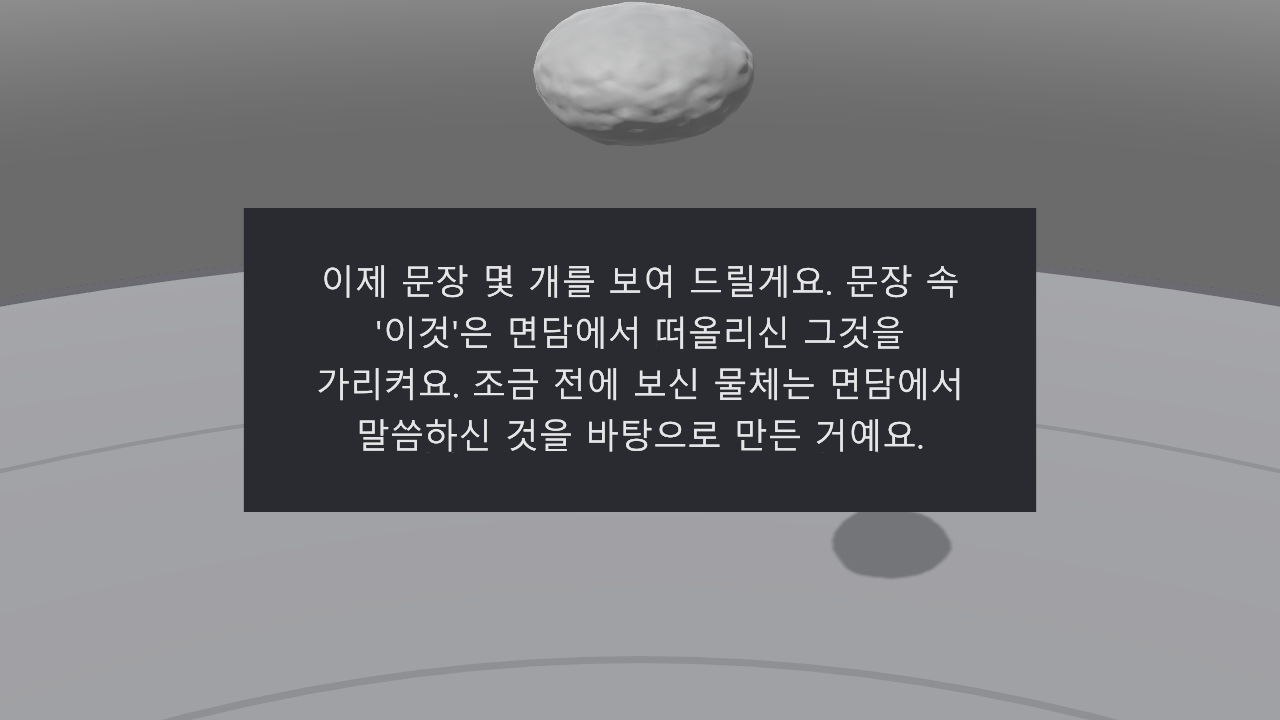 이제 문장 몇 개를 보여 드릴게요. 문장 속
'이것'은 면담에서 떠올리신 그것을
가리켜요. 조금 전에 보신 물체는 면담에서
말씀하신 것을 바탕으로 만든 거예요.